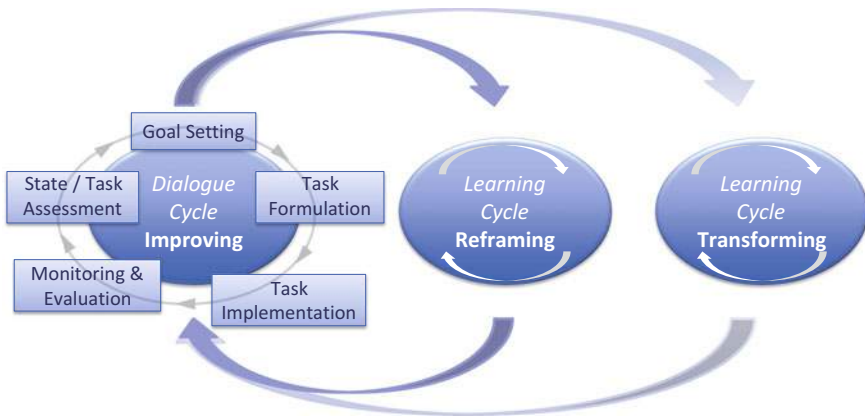 Goal Setting
State / Task
Assessment
Dialogue
Cycle
Improving
Task
Formulation
Monitoring &
Evaluation
Task
Implementation
Learning
Cycle
Reframing
Learning
Cycle
Transforming